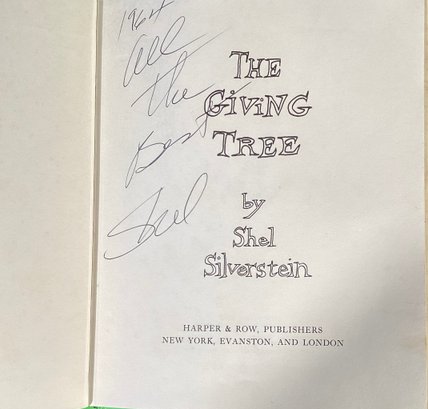 1964
All
The
Best
Shel
THE
GiViNG
TREE
by
Shel
Silverstein
HARPER & ROW, PUBLISHERS
NEW YORK, EVANSTON, AND LONDON